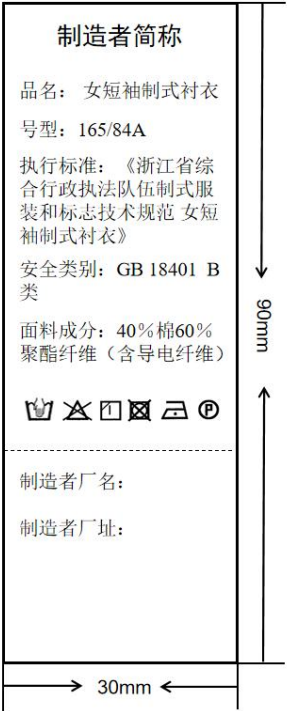 制造者简称
品名： 女短袖制式衬衣
号型：165/84A
执行标准：《浙江省综
合行政执法队伍制式服
装和标志技术规范 女短
袖制式衬衣》
安全类别：GB 18401 B
类
面料成分：40％棉60％
聚酯纤维（含导电纤维）
P
制造者厂名：
制造者厂址：
90mm
30mm